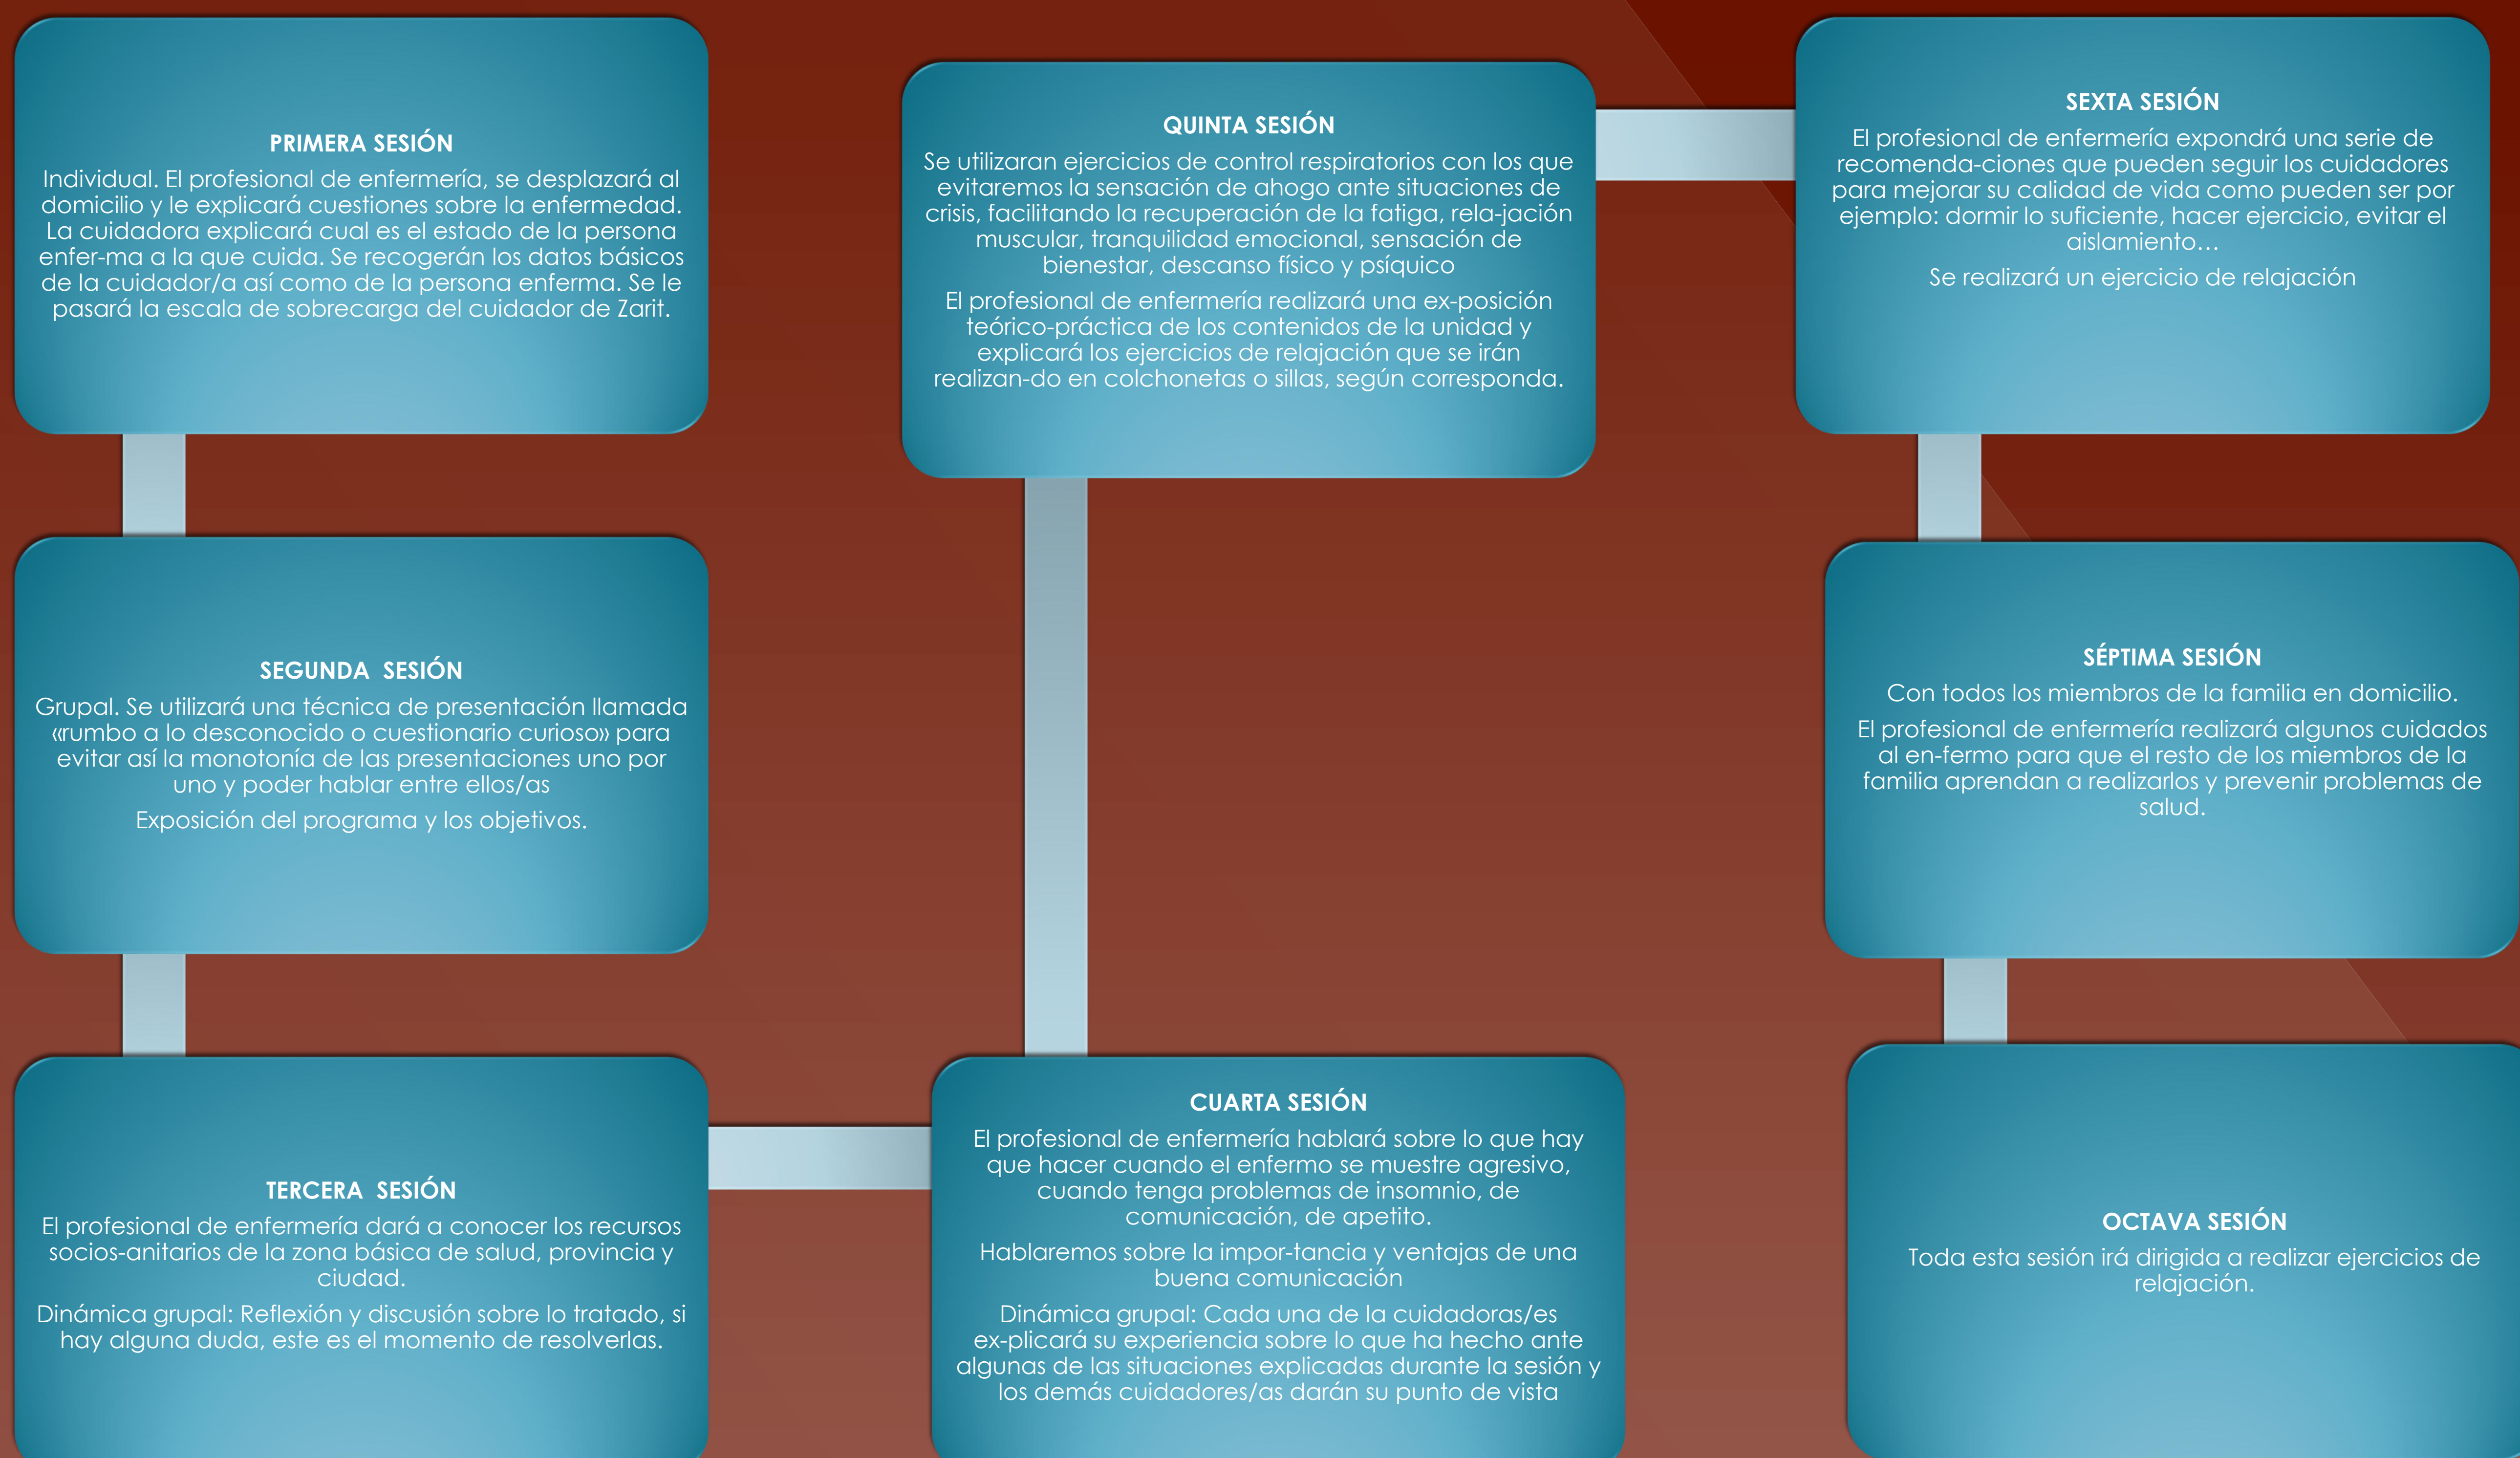 PRIMERA SESIÓN
Individual. El profesional de enfermería, se desplazará al
domicilio y le explicará cuestiones sobre la enfermedad.
La cuidadora explicará cual es el estado de la persona
enfer-ma a la que cuida. Se recogerán los datos básicos
de la cuidador/a así como de la persona enferma. Se le
pasará la escala de sobrecarga del cuidador de Zarit.
SEGUNDA  SESIÓN
Grupal. Se utilizará una técnica de presentación llamada
«rumbo a lo desconocido o cuestionario curioso» para
evitar así la monotonía de las presentaciones uno por
uno y poder hablar entre ellos/as
Exposición del programa y los objetivos.
TERCERA  SESIÓN
El profesional de enfermería dará a conocer los recursos
socios-anitarios de la zona básica de salud, provincia y
ciudad.
Dinámica grupal: Reflexión y discusión sobre lo tratado, si
hay alguna duda, este es el momento de resolverlas.
CUARTA SESIÓN
El profesional de enfermería hablará sobre lo que hay
que hacer cuando el enfermo se muestre agresivo,
cuando tenga problemas de insomnio, de
comunicación, de apetito.
Hablaremos sobre la impor-tancia y ventajas de una
buena comunicación
Dinámica grupal: Cada una de la cuidadoras/es
ex-plicará su experiencia sobre lo que ha hecho ante
algunas de las situaciones explicadas durante la sesión y
los demás cuidadores/as darán su punto de vista
QUINTA SESIÓN
Se utilizaran ejercicios de control respiratorios con los que
evitaremos la sensación de ahogo ante situaciones de
crisis, facilitando la recuperación de la fatiga, rela-jación
muscular, tranquilidad emocional, sensación de
bienestar, descanso físico y psíquico
El profesional de enfermería realizará una ex-posición
teórico-práctica de los contenidos de la unidad y
explicará los ejercicios de relajación que se irán
realizan-do en colchonetas o sillas, según corresponda.
SEXTA SESIÓN
El profesional de enfermería expondrá una serie de
recomenda-ciones que pueden seguir los cuidadores
para mejorar su calidad de vida como pueden ser por
ejemplo: dormir lo suficiente, hacer ejercicio, evitar el
aislamiento…
Se realizará un ejercicio de relajación
SÉPTIMA SESIÓN
Con todos los miembros de la familia en domicilio.
El profesional de enfermería realizará algunos cuidados
al en-fermo para que el resto de los miembros de la
familia aprendan a realizarlos y prevenir problemas de
salud.
OCTAVA SESIÓN
Toda esta sesión irá dirigida a realizar ejercicios de
relajación.